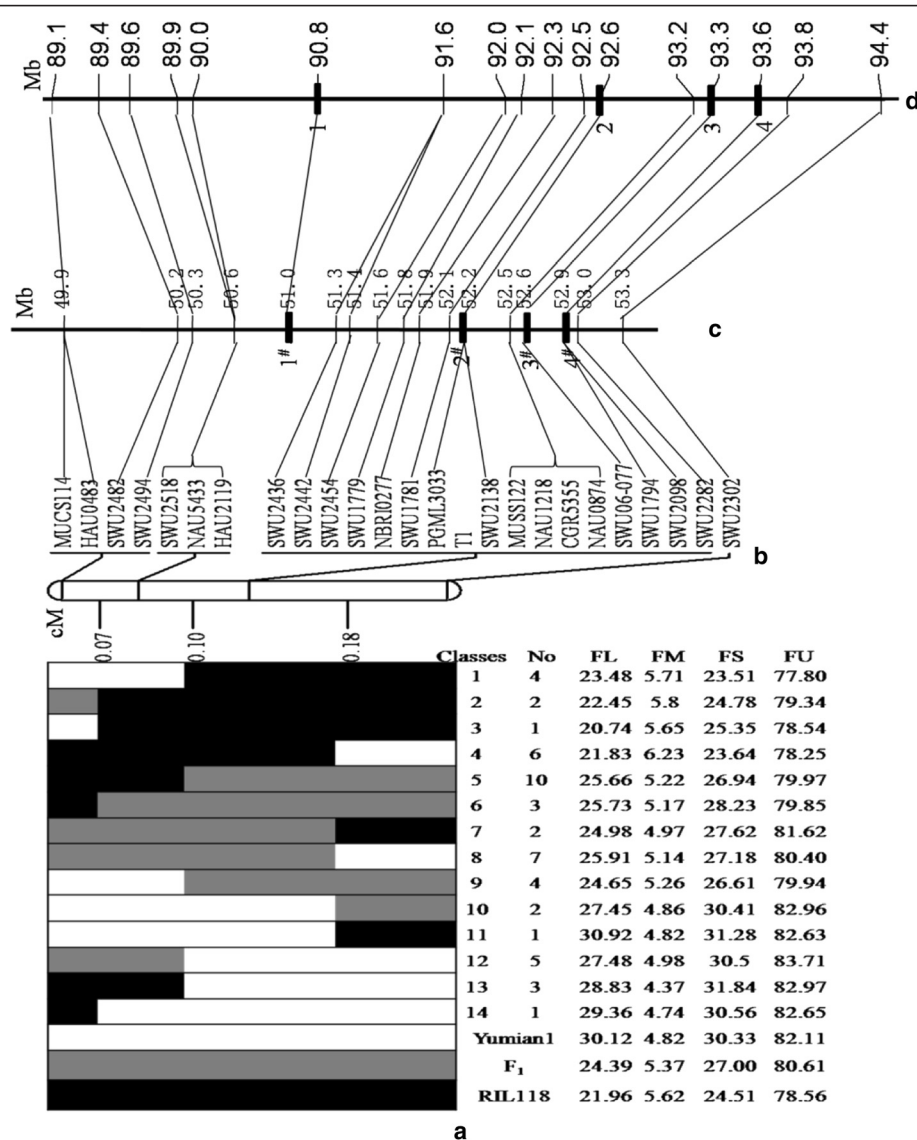 89.1 89.4 89.6 89.9 90.0 90.8 91.6 92.0 92.1 92.3 92.5 92.6 93.2 93.3 93.6 93.8 94.4
Mb
d
1 2 3 4
Mb
49.9 50.2 50.3 50.6 51.0 51.3 51.4 51.6 51.8 51.9 52.1 52.2 52.5 52.6 52.9 53.0 53.3
c
1# 2# 3# 4#
MUCS114
HAU0483
SWU2482
SWU2494
SWU2518
NAU5433
HAU2119
SWU2436
SWU2442
SWU2454
SWU1779
NBRI0277
SWU1781
PGML3033
T1
SWU2138
MUSS122
NAU1218
CGR5355
NAU0874
SWU06-077
SWU1794
SWU2098
SWU2282
SWU2302
b
cM
0.07 0.10 0.18
Classes No FL FM FS FU
1 4 23.48 5.71 23.51 77.80
2 2 22.45 5.8 24.78 79.34
3 1 20.74 5.65 25.35 78.54
4 6 21.83 6.23 23.64 78.25
5 10 25.66 5.22 26.94 79.97
6 3 25.73 5.17 28.23 79.85
7 2 24.98 4.97 27.62 81.62
8 7 25.91 5.14 27.18 80.40
9 4 24.65 5.26 26.61 79.94
10 2 27.45 4.86 30.41 82.96
11 1 30.92 4.82 31.28 82.63
12 5 27.48 4.98 30.5 83.71
13 3 28.83 4.37 31.84 82.97
14 1 29.36 4.74 30.56 82.65
Yumian1 30.12 4.82 30.33 82.11
F1 24.39 5.37 27.00 80.61
RIL118 21.96 5.62 24.51 78.56
a